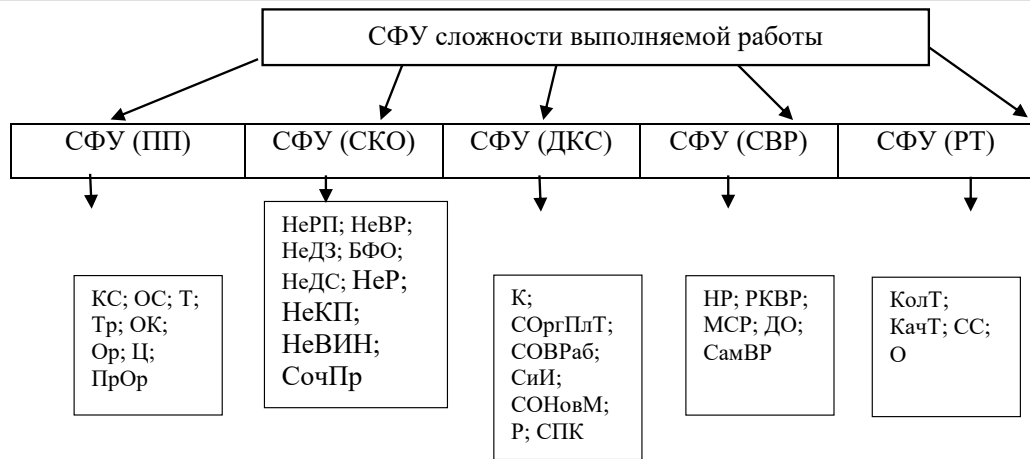 СФУ сложности выполняемой работы
СФУ (ПП)
СФУ (СКО)
СФУ (ДКС)
СФУ (СВР)
СФУ (РТ)
КС; ОС; Т;
Тр; ОК;
Ор; Ц;
ПрОр
НеРП; НеВР;
НеДЗ; БФО;
НеДС; НеР;
НеКП;
НеВИН;
СочПр
К;
СОргПлТ;
СОВРаб;
СиИ;
СОНовМ;
Р; СПК
НР; РКВР;
МСР; ДО;
СамВР
КолТ;
КачТ; СС;
О